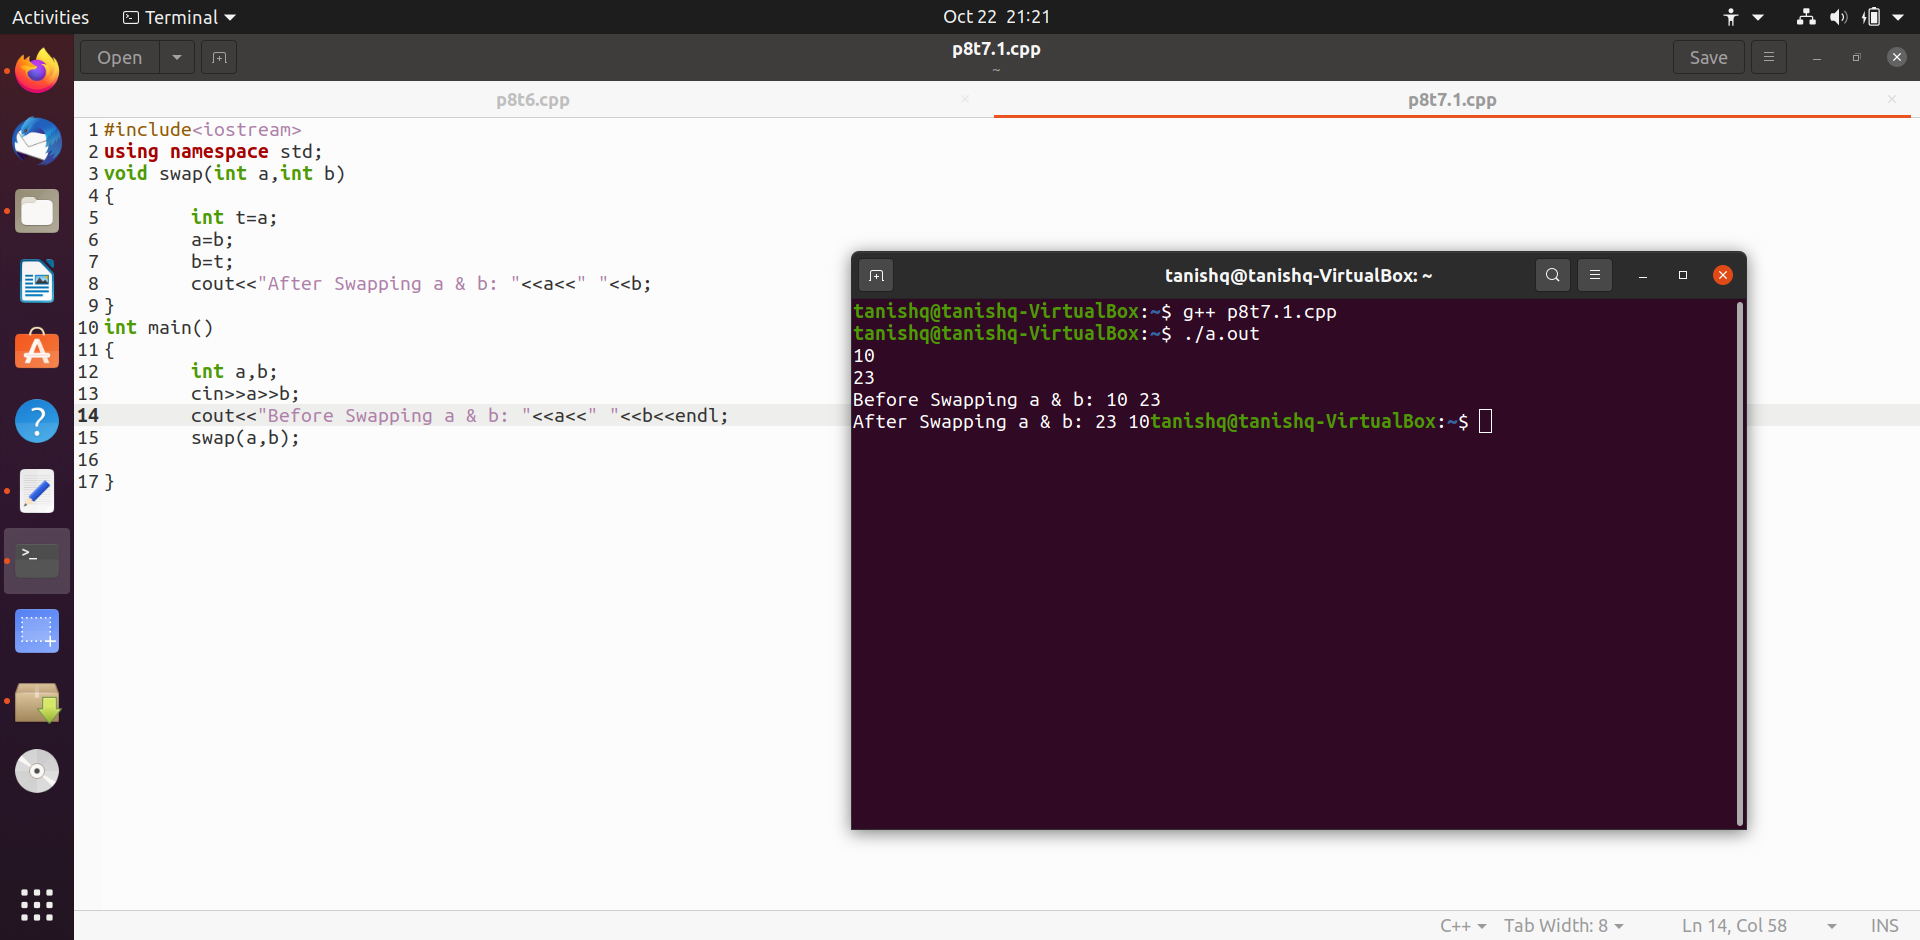 Activities Terminal Oct 22 21:21
Open p8t7.1.cpp Save
~
p8t6.cpp p8t7.1.cpp
1 #include<iostream>
2 using namespace std;
3 void swap(int a,int b)
4 {
5 int t=a;
6 a=b;
7 b=t;
8 cout<<"After Swapping a & b: "<<a<<" "<<b;
9 }
10 int main()
11 {
12 int a,b;
13 cin>>a>>b;
14 cout<<"Before Swapping a & b: "<<a<<" "<<b<<endl;
15 swap(a,b);
16
17 }
tanishq@tanishq-VirtualBox: ~
tanishq@tanishq-VirtualBox:~$ g++ p8t7.1.cpp
tanishq@tanishq-VirtualBox:~$ ./a.out
10
23
Before Swapping a & b: 10 23
After Swapping a & b: 23 10tanishq@tanishq-VirtualBox:~$
C++ Tab Width: 8 Ln 14, Col 58 INS